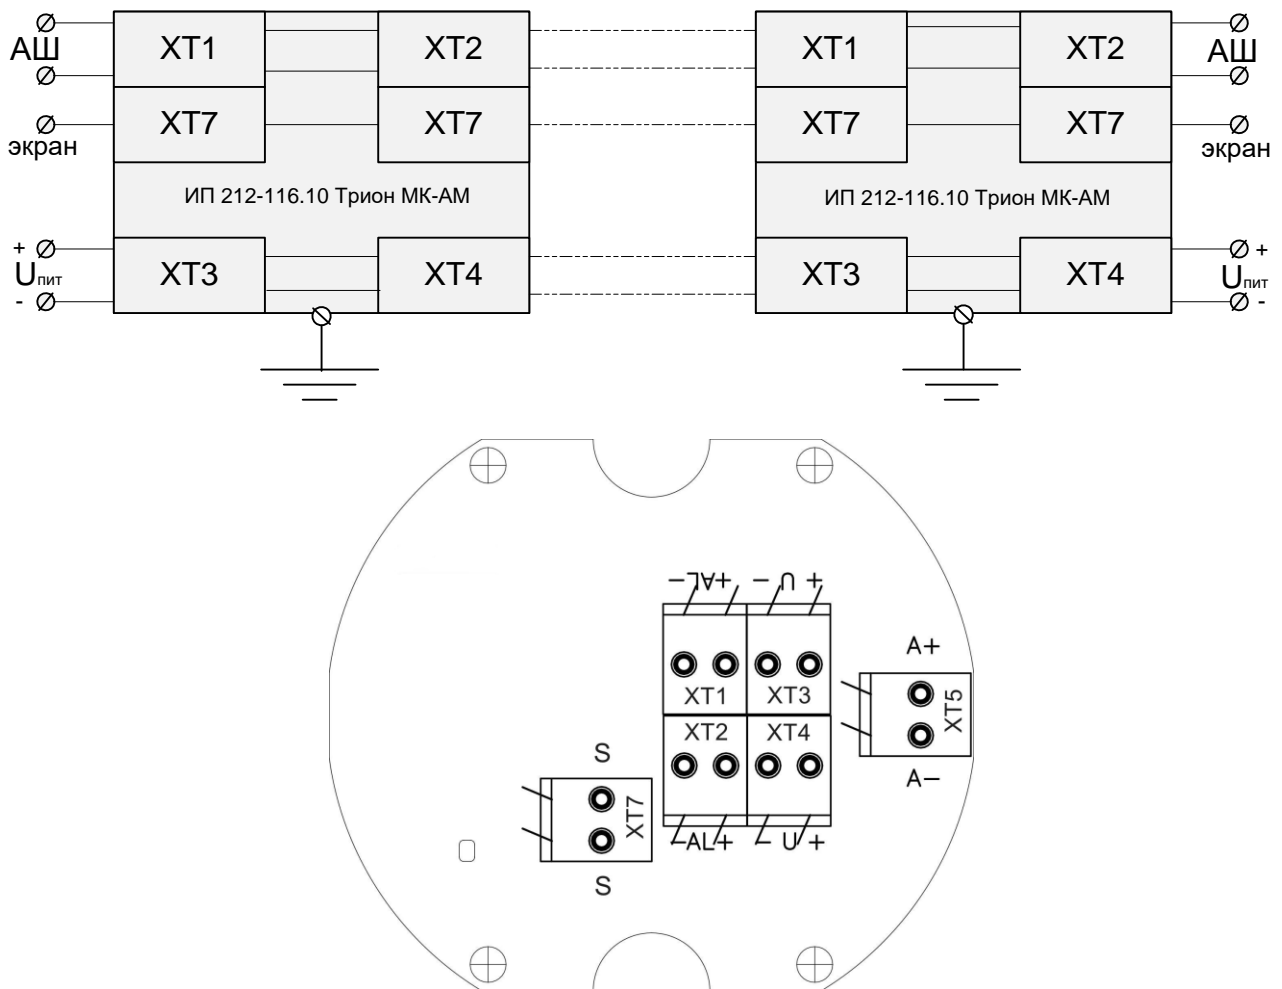 АШ XT1 XT2 XT1 XT2 АШ
экран XT7 XT7 XT7 XT7 экран
ИП 212-116.10 Трион МК-АМ ИП 212-116.10 Трион МК-АМ
+ +
Uпит XT3 XT4 XT3 XT4 Uпит
- -
−AL+ − U +
A+
XT1 XT3
XT5
XT2 XT4
S
A−
XT7
−AL+ − U +
S